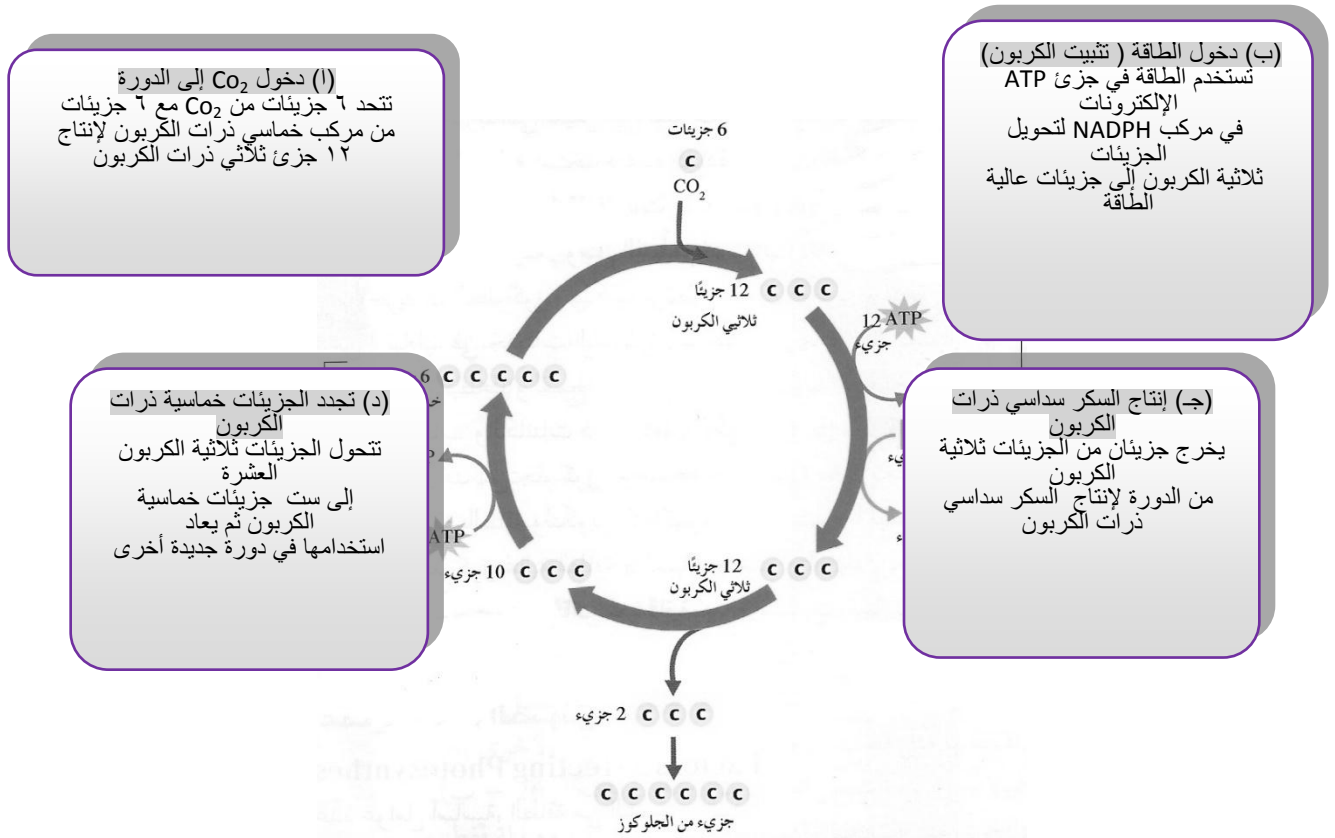 (ا) دخول Co₂ إلى الدورة
تتحد ٦ جزيئات من Co₂ مع ٦ جزيئات
من مركب خماسي ذرات الكربون لإنتاج
١٢ جزئ ثلاثي ذرات الكربون
(ب) دخول الطاقة ( تثبيت الكربون)
تستخدم الطاقة في جزئ ATP
الإلكترونات
في مركب NADPH لتحويل
الجزيئات
ثلاثية الكربون إلى جزيئات عالية
الطاقة
6 جزيئات
C
CO₂
12 جزيئًا C C C
ثلاثيي الكربون
12 ATP
جزيء
6 C C C C C
(د) تجدد الجزيئات خماسية ذرات
الكربون
تتحول الجزيئات ثلاثية الكربون
العشرة
إلى ست جزيئات خماسية
الكربون ثم يعاد
استخدامها في دورة جديدة أخرى
(جـ) إنتاج السكر سداسي ذرات
الكربون
يخرج جزيئان من الجزيئات ثلاثية
الكربون
من الدورة لإنتاج السكر سداسي
ذرات الكربون
ATP
10 جزيء C C C
12 جزيئًا C C C
ثلاثي الكربون
2 جزيء C C C
C C C C C C
جزيء من الجلوكوز